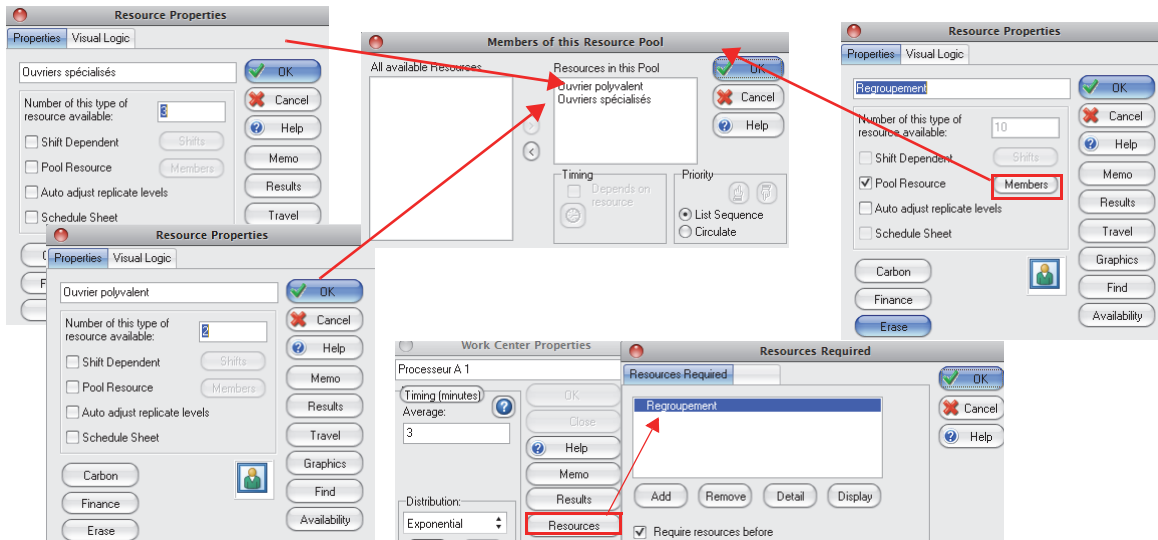 Resource Properties
Properties Visual Logic
Ouvriers spécialisés
OK
Number of this type of
resource available:
3
Cancel
Help
Shift Dependent
Shifts
Memo
Pool Resource
Members
Results
Auto adjust replicate levels
Travel
Schedule Sheet
Resource Properties
Properties Visual Logic
Ouvrier polyvalent
OK
Number of this type of
resource available:
2
Cancel
Help
Shift Dependent
Shifts
Memo
Pool Resource
Members
Results
Auto adjust replicate levels
Travel
Schedule Sheet
Graphics
Carbon
Find
Finance
Availability
Erase
Members of this Resource Pool
All available Resources
Resources in this Pool
Ouvrier polyvalent
Ouvriers spécialisés
OK
Cancel
Help
Timing
Depends on
resource
Priority
List Sequence
Circulate
Resource Properties
Properties Visual Logic
Regroupement
OK
Number of this type of
resource available:
10
Cancel
Help
Shift Dependent
Shifts
Memo
Pool Resource
Members
Results
Auto adjust replicate levels
Travel
Schedule Sheet
Graphics
Carbon
Find
Finance
Availability
Erase
Work Center Properties
Processeur A 1
Timing (minutes)
Average:
3
OK
Close
Help
Memo
Results
Distribution:
Exponential
Resources
Resources Required
Resources Required
Regroupement
OK
Cancel
Help
Add Remove Detail Display
Require resources before